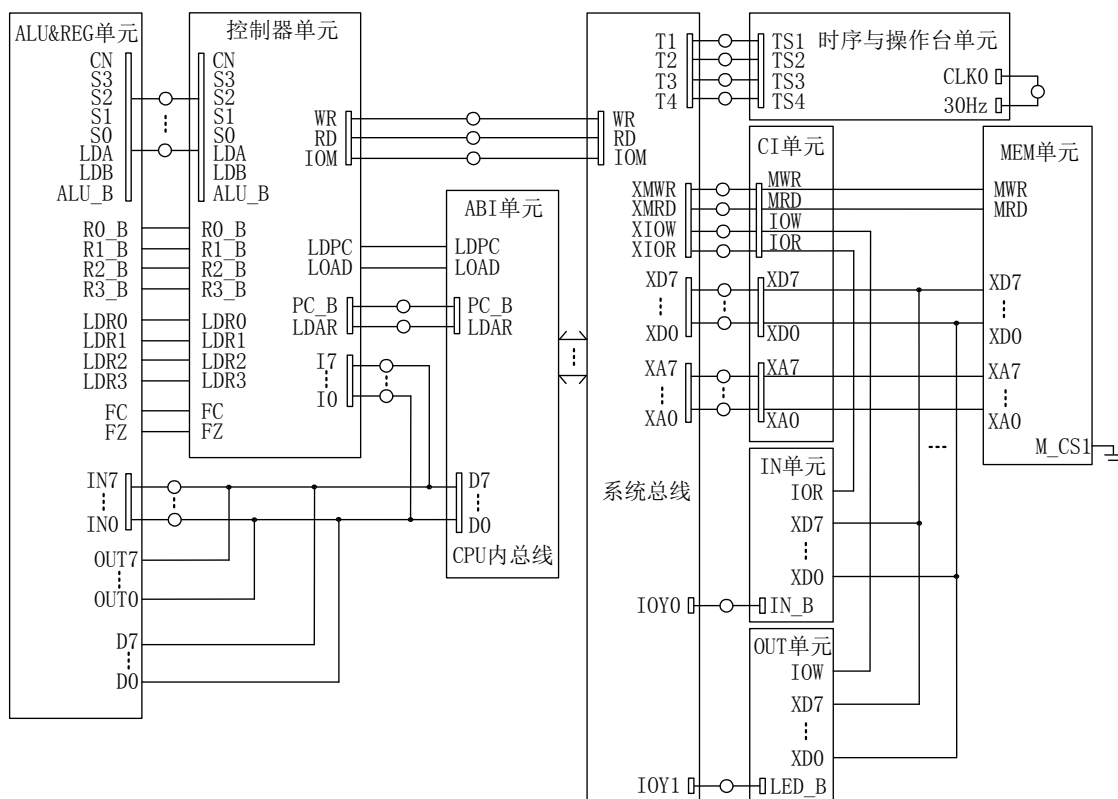 ALU&REG单元
CN
S3
S2
S1
S0
LDA
LDB
ALU_B
R0_B
R1_B
R2_B
R3_B
LDR0
LDR1
LDR2
LDR3
FC
FZ
IN7
IN0
OUT7
OUT0
D7
D0
控制器单元
CN
S3
S2
S1
S0
LDA
LDB
ALU_B
R0_B
R1_B
R2_B
R3_B
LDR0
LDR1
LDR2
LDR3
FC
FZ
WR
RD
IOM
LDPC
LOAD
PC_B
LDAR
I7
I0
ABI单元
LDPC
LOAD
PC_B
LDAR
D7
D0
CPU内总线
T1
T2
T3
T4
WR
RD
IOM
XMWR
XMRD
XIOW
XIOR
XD7
XD0
XA7
XA0
系统总线
IOY0
IOY1
时序与操作台单元
TS1
TS2
TS3
TS4
CLK0
30Hz
CI单元
MWR
MRD
IOW
IOR
XD7
XD0
XA7
XA0
MEM单元
MWR
MRD
XD7
XD0
XA7
XA0
M_CS1
IN单元
IOR
XD7
XD0
IN_B
OUT单元
IOW
XD7
XD0
LED_B